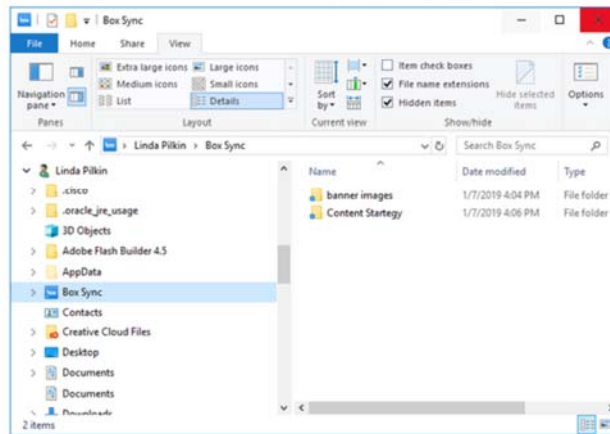 Box Sync
File Home Share View
Extra large icons Large icons
Medium icons Small icons
List Details
Navigation pane
Sort by
Item check boxes
File name extensions
Hidden items
Hide selected items
Options
Panes Layout Current view Show/hide
Linda Pilkin > Box Sync
Search Box Sync
Linda Pilkin
.cisco
.oracle_jre_usage
3D Objects
Adobe Flash Builder 4.5
AppData
Box Sync
Contacts
Creative Cloud Files
Desktop
Documents
Documents
Downloads
Name Date modified Type
banner images 1/7/2019 4:04 PM File folder
Content Startegy 1/7/2019 4:06 PM File folder
2 items